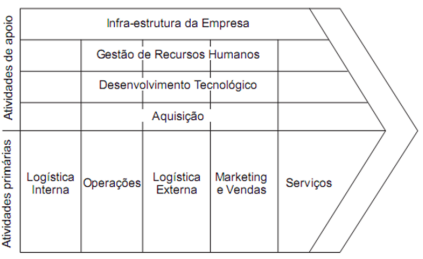 Atividades de apoio
Infra-estrutura da Empresa
Gestão de Recursos Humanos
Desenvolvimento Tecnológico
Aquisição
Atividades primárias
Logística
Interna
Operações
Logística
Externa
Marketing
e Vendas
Serviços